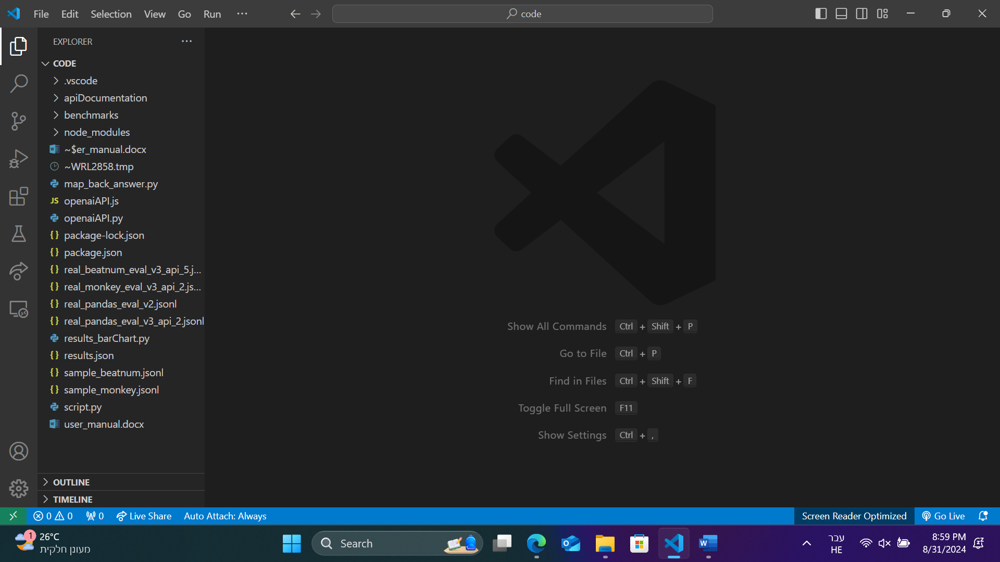 File Edit Selection View Go Run ···
code
EXPLORER ···
CODE
.vscode
apiDocumentation
benchmarks
node_modules
~$er_manual.docx
~WRL2858.tmp
map_back_answer.py
JS openaiAPI.js
openaiAPI.py
{} package-lock.json
{} package.json
{} real_beatnum_eval_v3_api_5.j...
{} real_monkey_eval_v3_api_2.js...
{} real_pandas_eval_v2.jsonl
{} real_pandas_eval_v3_api_2.jsonl
results_barChart.py
{} results.json
{} sample_beatnum.jsonl
{} sample_monkey.jsonl
script.py
user_manual.docx
OUTLINE
TIMELINE
Show All Commands Ctrl + Shift + P
Go to File Ctrl + P
Find in Files Ctrl + Shift + F
Toggle Full Screen F11
Show Settings Ctrl + ,
0 0 0 Live Share Auto Attach: Always Screen Reader Optimized Go Live
1 26°C
מעונן חלקית
Search
עבר
HE
8:59 PM
8/31/2024